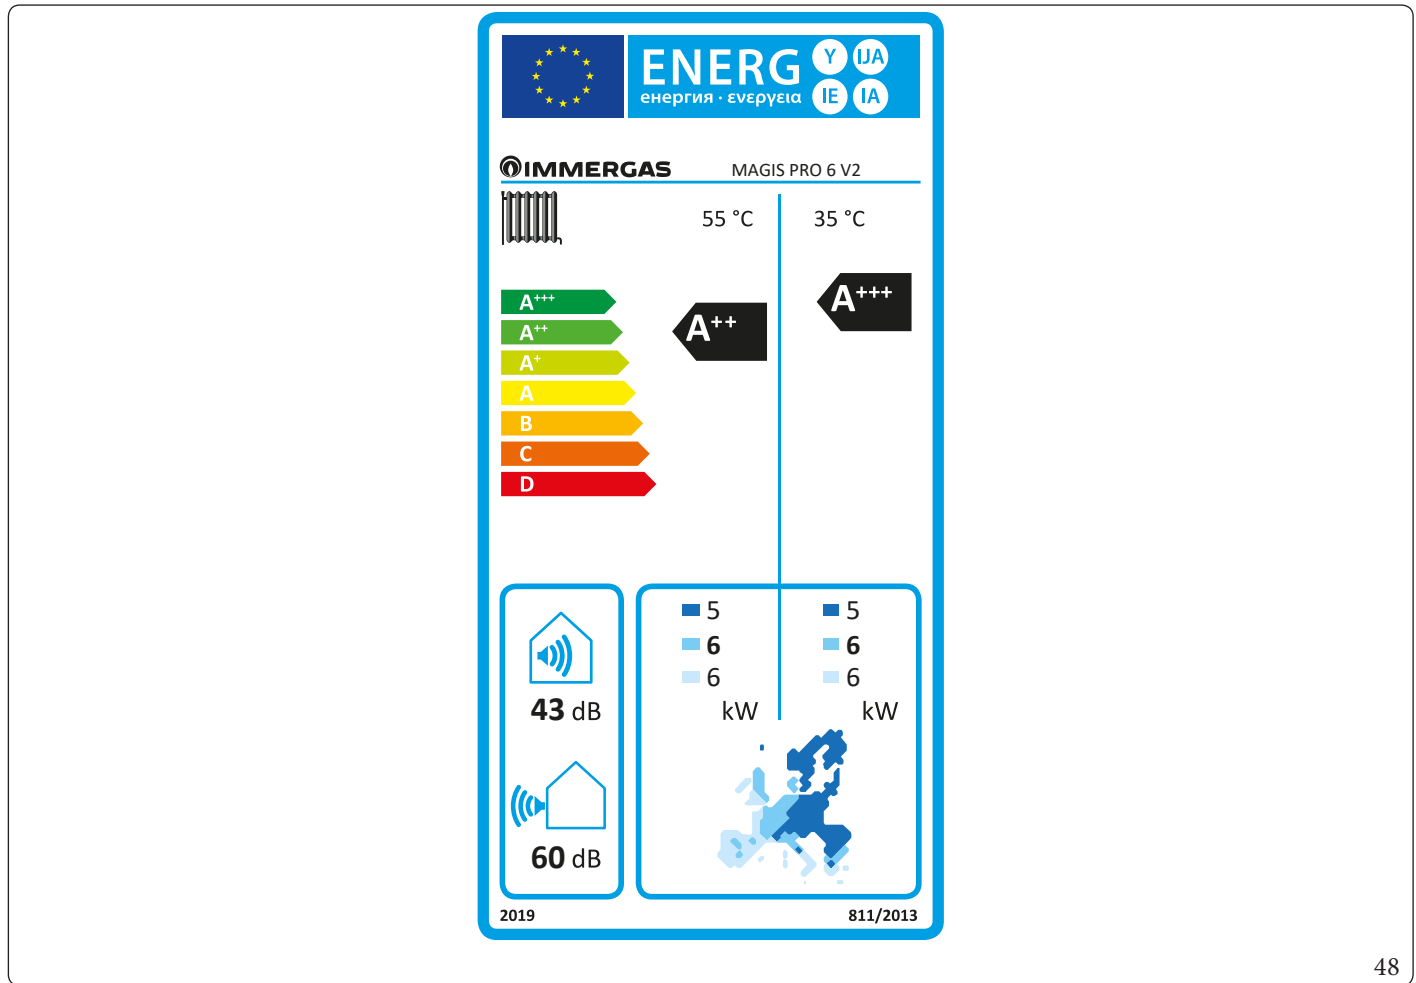 ENERG Y IJA
енергия · ενεργεια IE IA
IMMERGAS MAGIS PRO 6 V2
55 °C 35 °C
A+++
A++
A+
A
B
C
D
A++
A+++
43 dB
60 dB
5 5
6 6
6 6
kW kW
2019 811/2013
48